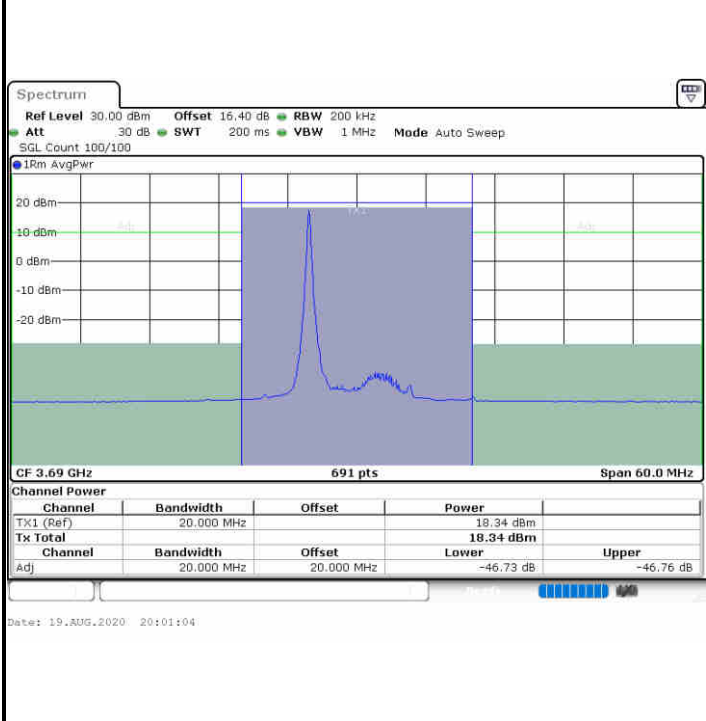 Spectrum
Ref Level 30.00 dBm Offset 16.40 dB RBW 200 kHz
Att 30 dB SWT 200 ms VBW 1 MHz Mode Auto Sweep
SGL Count 100/100
1Rm AvgPwr
20 dBm
TX1
10 dBm
Adj
Adj
0 dBm
-10 dBm
-20 dBm
CF 3.69 GHz 691 pts Span 60.0 MHz
Channel Power
Channel Bandwidth Offset Power
TX1 (Ref) 20.000 MHz 18.34 dBm
Tx Total 18.34 dBm
Channel Bandwidth Offset Lower Upper
Adj 20.000 MHz 20.000 MHz -46.73 dB -46.76 dB
Date: 19.AUG.2020 20:01:04